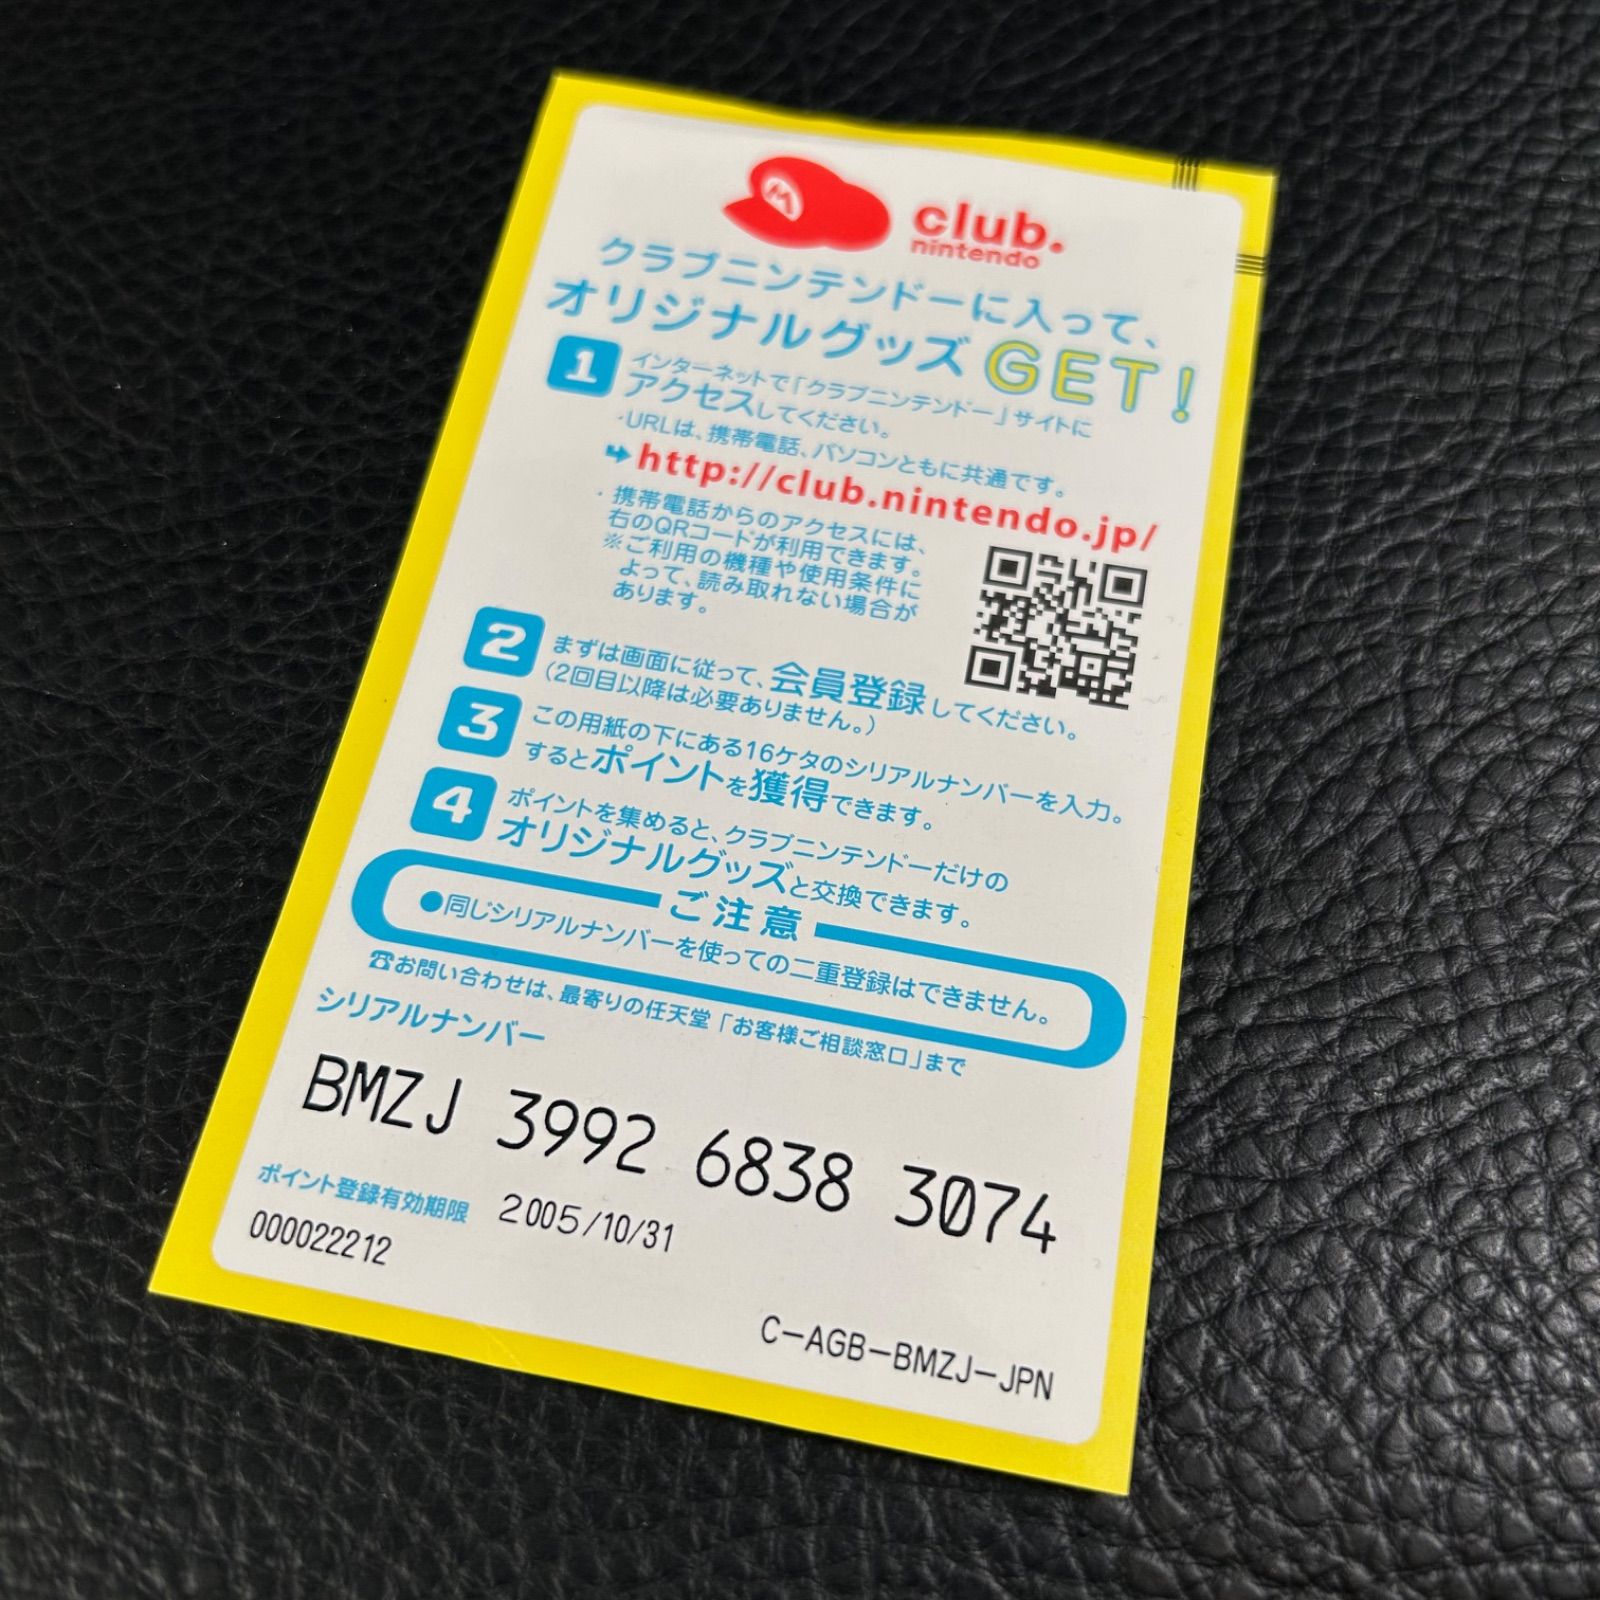 M
club.
nintendo
クラブニンテンドーに入って、
オリジナルグッズ GET!
1 インターネットで「クラブニンテンドー」サイトに
アクセスしてください。
・URLは、携帯電話、パソコンともに共通です。
http://club.nintendo.jp/
・携帯電話からのアクセスには、
右のQRコードが利用できます。
※ご利用の機種や使用条件に
よって、読み取れない場合が
あります。
2 まずは画面に従って、会員登録してください。
(2回目以降は必要ありません。)
3 この用紙の下にある16ケタのシリアルナンバーを入力。
するとポイントを獲得できます。
4 ポイントを集めると、クラブニンテンドーだけの
オリジナルグッズと交換できます。
ご注意
●同じシリアルナンバーを使っての二重登録はできません。
☎お問い合わせは、最寄りの任天堂「お客様ご相談窓口」まで
シリアルナンバー
BMZJ 3992 6838 3074
ポイント登録有効期限 2005/10/31
000022212
C-AGB-BMZJ-JPN